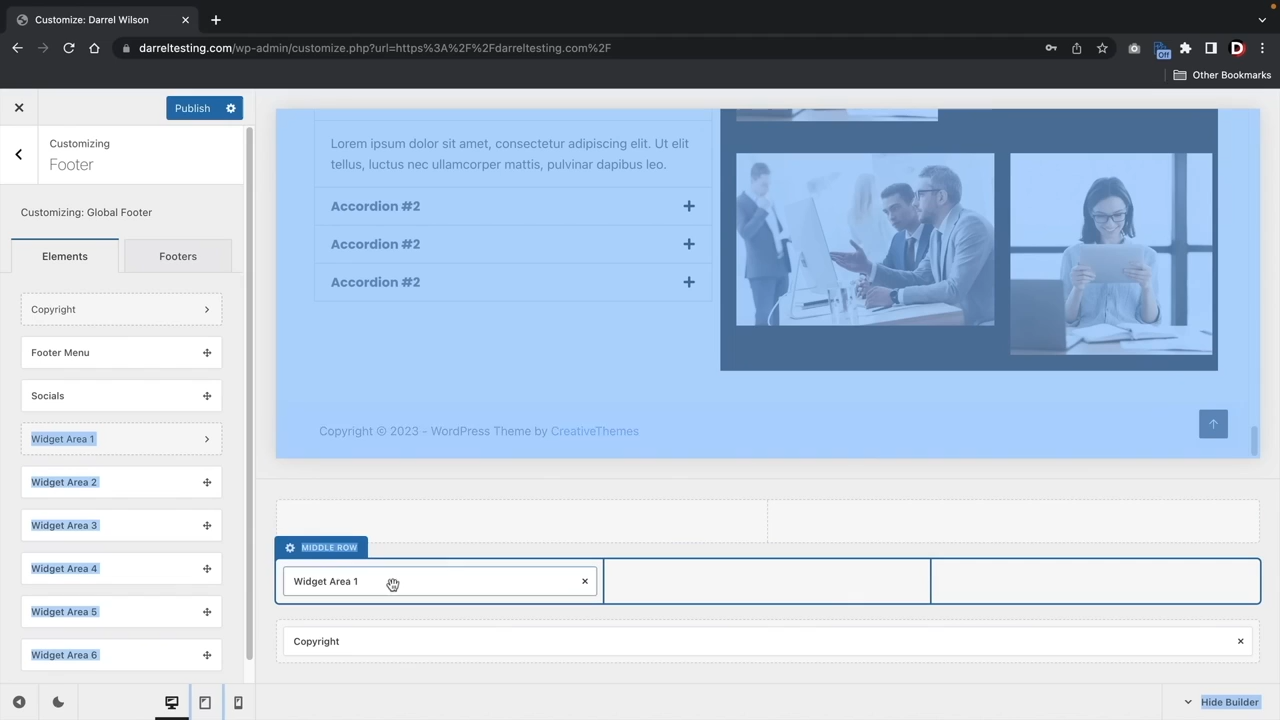 Customize: Darrel Wilson
darreltesting.com/wp-admin/customize.php?url=https%3A%2F%2Fdarreltesting.com%2F
Off
D
Other Bookmarks
Publish
Customizing
Footer
Customizing: Global Footer
Elements
Footers
Copyright
Footer Menu
Socials
Widget Area 1
Widget Area 2
Widget Area 3
Widget Area 4
Widget Area 5
Widget Area 6
Lorem ipsum dolor sit amet, consectetur adipiscing elit. Ut elit
tellus, luctus nec ullamcorper mattis, pulvinar dapibus leo.
Accordion #2
Accordion #2
Accordion #2
Copyright © 2023 - WordPress Theme by CreativeThemes
MIDDLE ROW
Widget Area 1
Copyright
Hide Builder